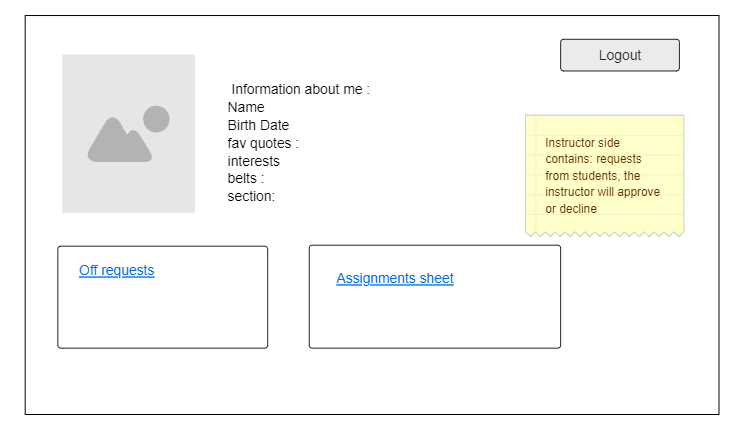 Logout
Information about me :
Name
Birth Date
fav quotes :
interests
belts :
section:
Instructor side
contains: requests
from students, the
instructor will approve
or decline
Off requests
Assignments sheet